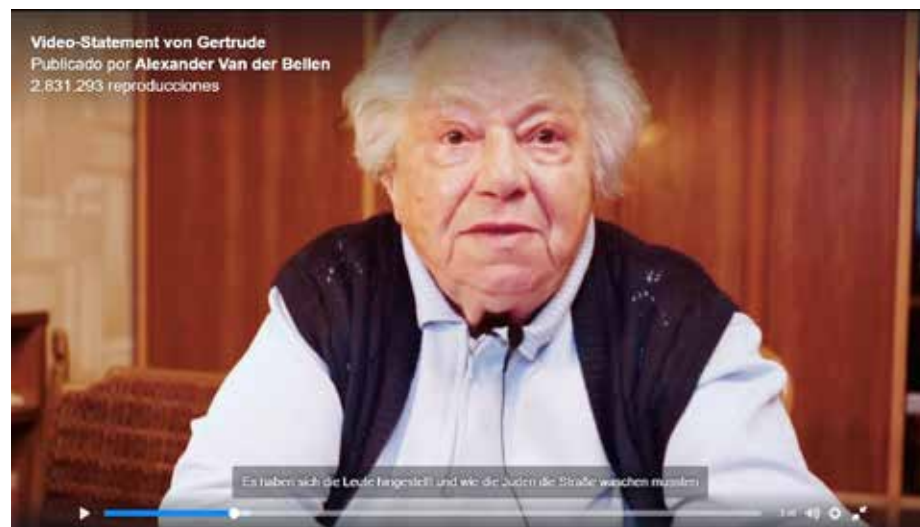 Video-Statement von Gertrude
Publicado por Alexander Van der Bellen
2,831,293 reproducciones
Es haben sich die Leute hingestellt und wie die Juden die Straße waschen mussten